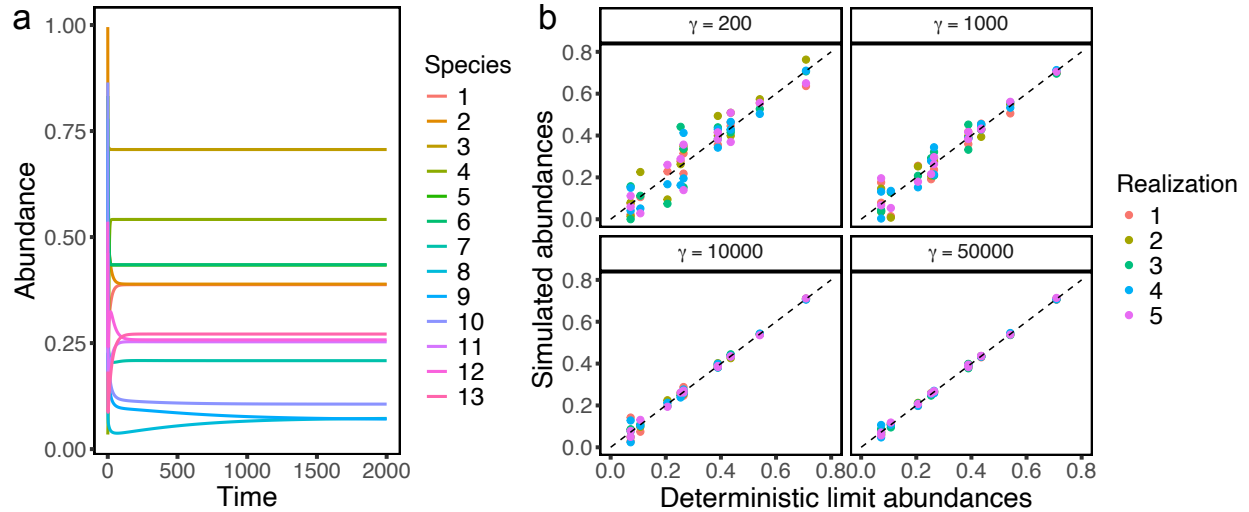 a
Abundance
1.00
0.75
0.50
0.25
0.00
0
500
1000
1500
2000
Time
Species
1
2
3
4
5
6
7
8
9
10
11
12
13
b
Simulated abundances
γ = 200
γ = 1000
0.8
0.6
0.4
0.2
0.0
γ = 10000
γ = 50000
0.8
0.6
0.4
0.2
0.0
0.0 0.2 0.4 0.6 0.8
0.0 0.2 0.4 0.6 0.8
Deterministic limit abundances
Realization
1
2
3
4
5